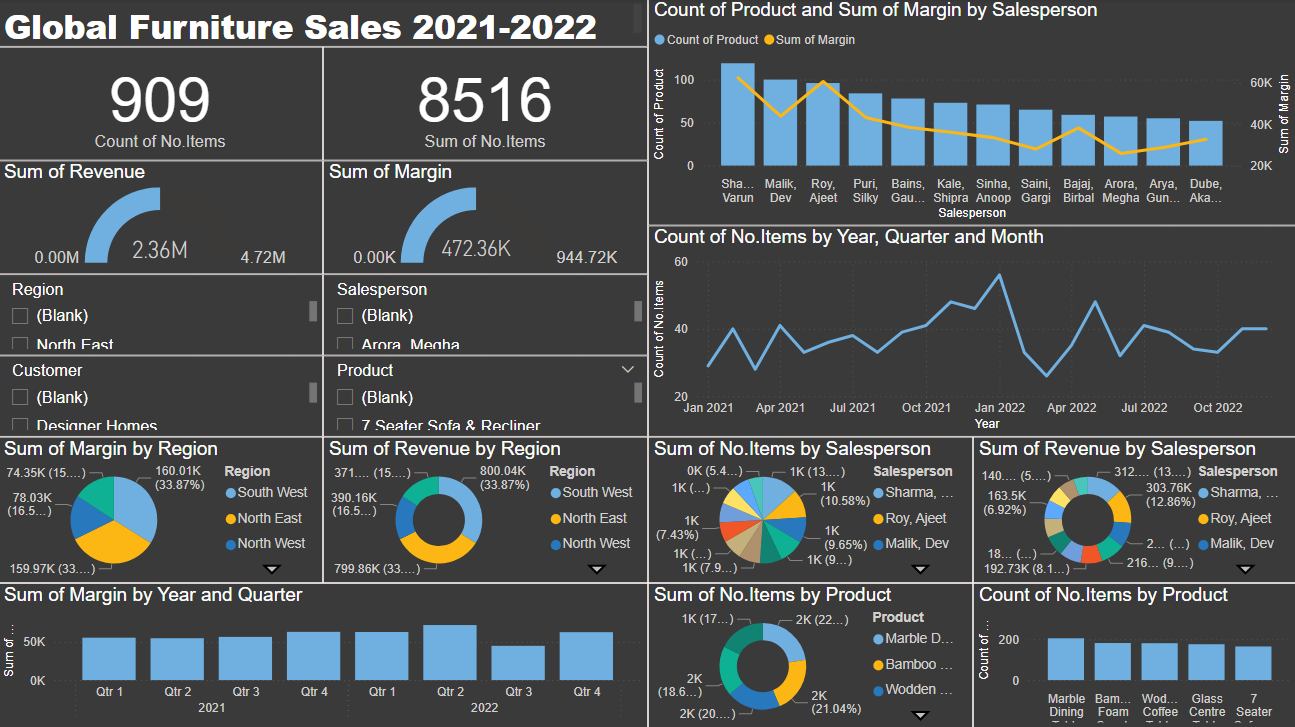 Global Furniture Sales 2021-2022
909
Count of No.Items
8516
Sum of No.Items
Sum of Revenue
0.00M
2.36M
4.72M
Sum of Margin
0.00K
472.36K
944.72K
Region
(Blank)
North East
Salesperson
(Blank)
Arora, Megha
Customer
(Blank)
Designer Homes
Product
(Blank)
7 Seater Sofa & Recliner
Count of Product and Sum of Margin by Salesperson
Count of Product Sum of Margin
Count of Product
100
50
0
60K
40K
20K
Sum of Margin
Sha... Malik, Roy, Puri, Bains, Kale, Sinha, Saini, Bajaj, Arora, Arya, Dube,
Varun Dev Ajeet Silky Gau... Shipra Anoop Gargi Birbal Megha Gun... Aka...
Salesperson
Count of No.Items by Year, Quarter and Month
Count of No.Items
60
40
20
Jan 2021 Apr 2021 Jul 2021 Oct 2021 Jan 2022 Apr 2022 Jul 2022 Oct 2022
Year
Sum of Margin by Region
74.35K (15....)
160.01K
(33.87%)
78.03K
(16.5...)
159.97K (33....)
Region
South West
North East
North West
Sum of Revenue by Region
371.... (15....)
800.04K
(33.87%)
390.16K
(16.5...)
799.86K (33....)
Region
South West
North East
North West
Sum of No.Items by Salesperson
0K (5.4...)
1K (13....)
1K (...)
1K
(10.58%)
1K
(7.43%)
1K
(9.65%)
1K (...)
1K (9...)
1K (7.9...)
Salesperson
Sharma, ...
Roy, Ajeet
Malik, Dev
Sum of Revenue by Salesperson
140.... (5....)
312.... (13....)
163.5K
(6.92%)
303.76K
(12.86%)
18... (...)
2... (...)
192.73K (8.1...)
216... (9....)
Salesperson
Sharma, ...
Roy, Ajeet
Malik, Dev
Sum of Margin by Year and Quarter
Sum of ...
50K
0K
Qtr 1 Qtr 2 Qtr 3 Qtr 4 Qtr 1 Qtr 2 Qtr 3 Qtr 4
2021 2022
Sum of No.Items by Product
1K (17...)
2K (22...)
2K
(18.6...)
2K
(21.04%)
2K (20....)
Product
Marble D...
Bamboo ...
Wodden ...
Count of No.Items by Product
Count of ...
200
0
Marble Bam... Wod... Glass 7
Dining Foam Coffee Centre Seater